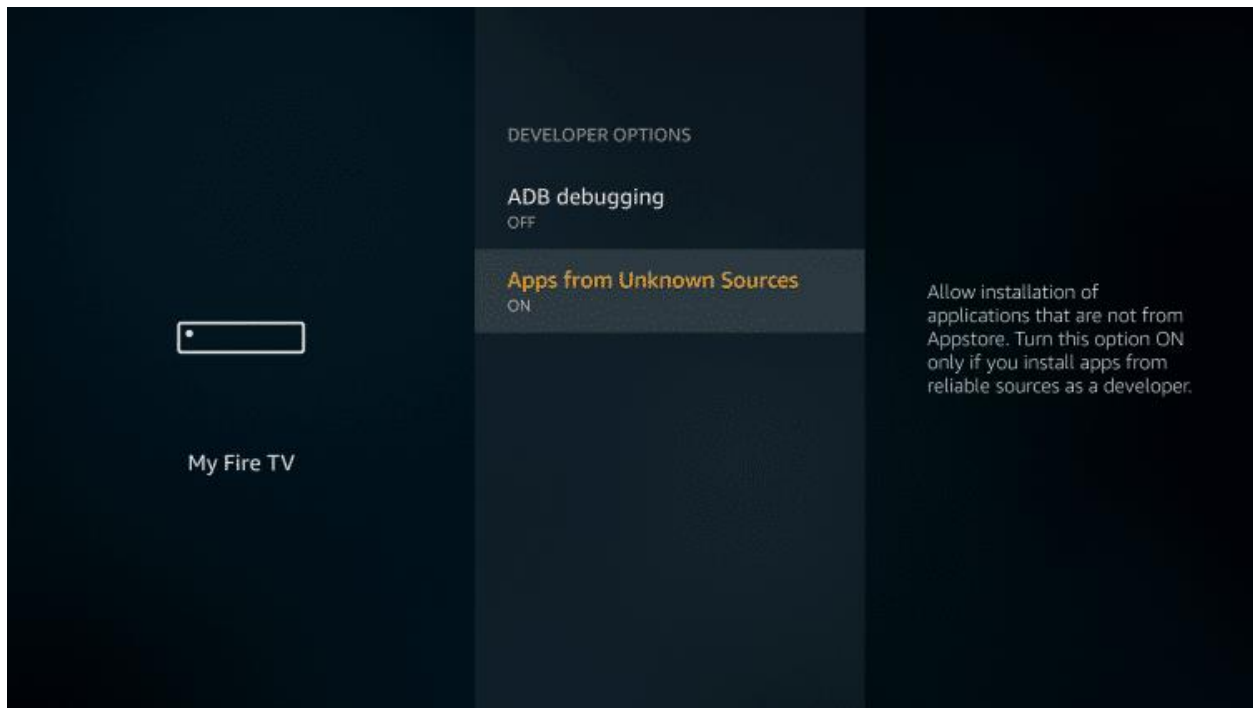 My Fire TV
DEVELOPER OPTIONS
ADB debugging
OFF
Apps from Unknown Sources
ON
Allow installation of
applications that are not from
Appstore. Turn this option ON
only if you install apps from
reliable sources as a developer.